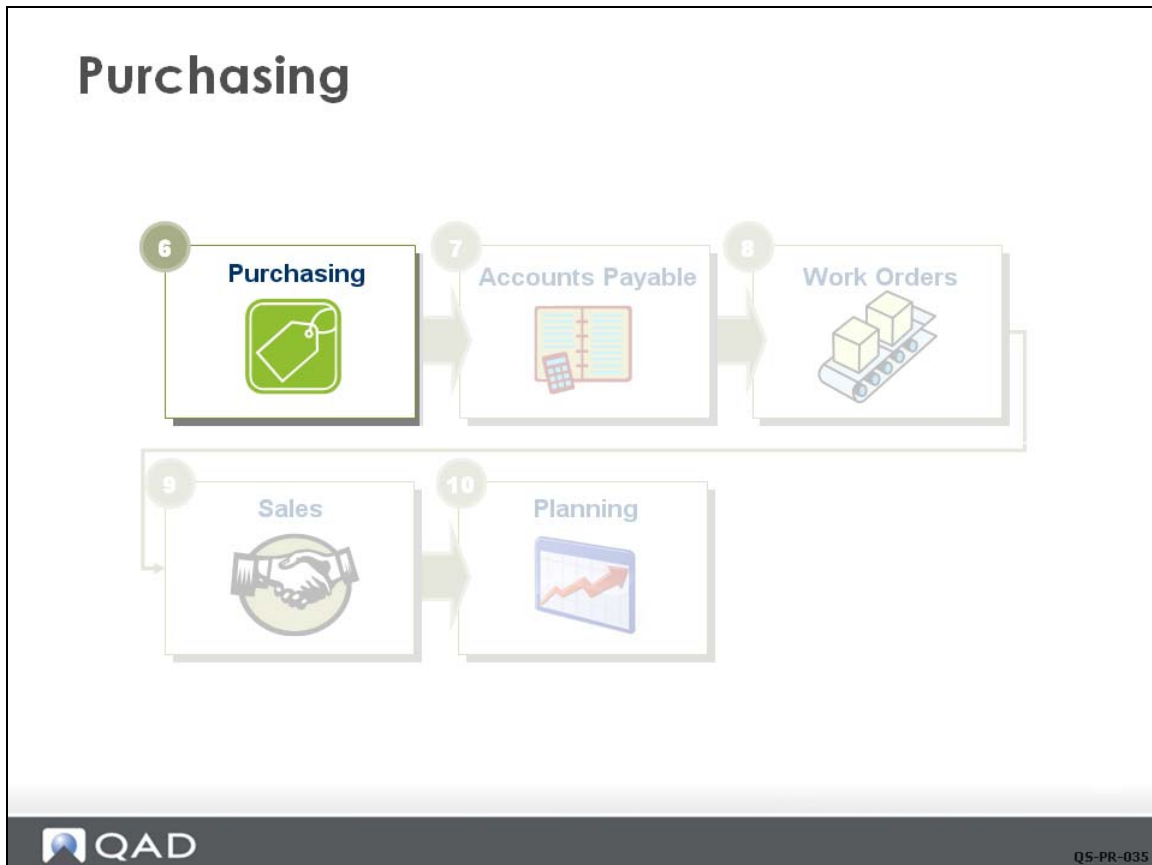 Purchasing
6
Purchasing
7
Accounts Payable
8
Work Orders
9
Sales
10
Planning
QAD
QS-PR-035